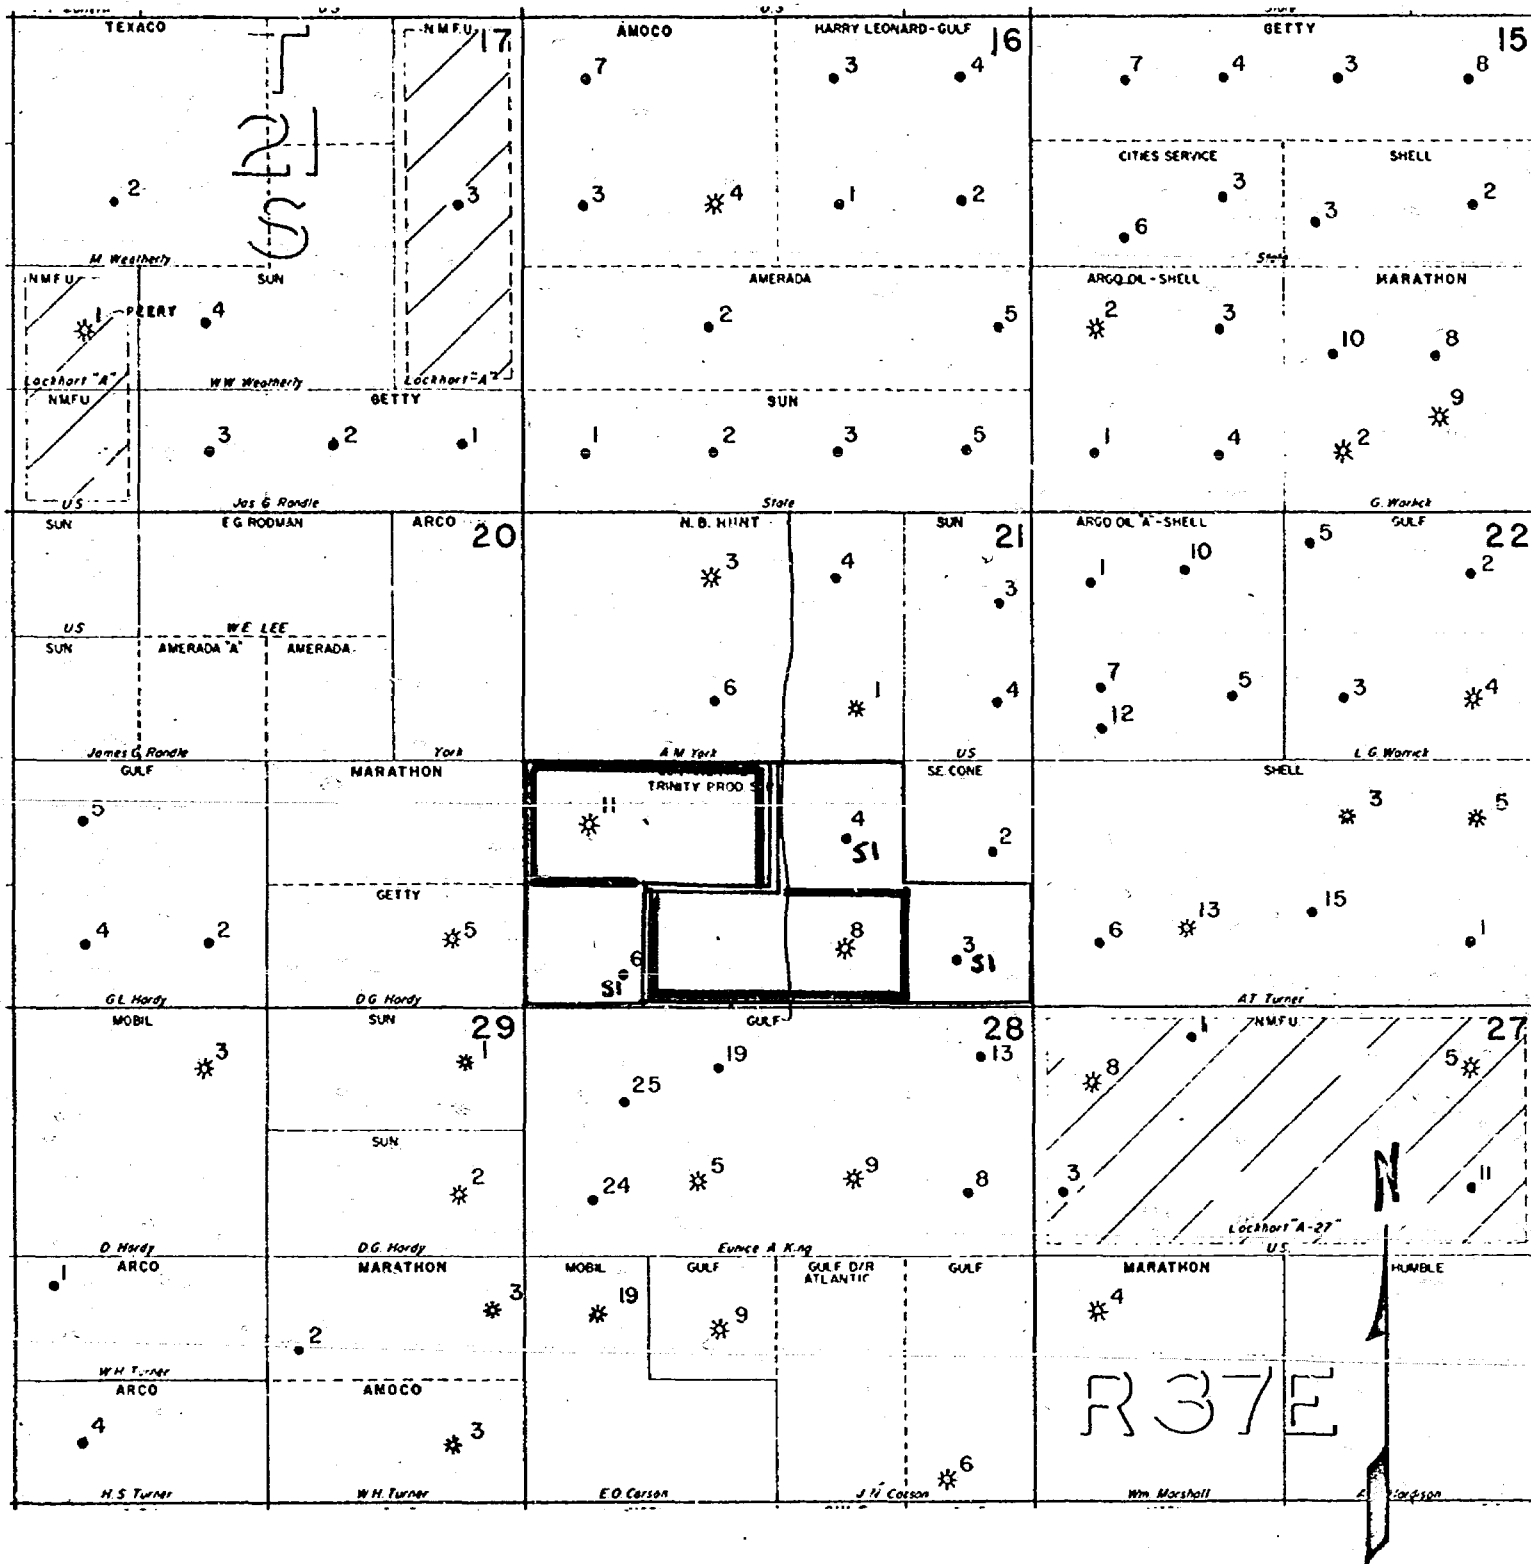 U.S
State
TEXACO
N.M.F.U.
17
AMOCO
HARRY LEONARD-GULF
16
GETTY
15
T
21
S
7
3
4
7
4
3
8
CITIES SERVICE
SHELL
2
3
3
4
1
2
3
6
3
2
M. Weatherly
State
NMFU
SUN
AMERADA
ARGO OIL - SHELL
MARATHON
1
PEERY
4
2
5
2
3
10
8
Lockhart "A"
W.W. Weatherly
Lockhart "A"
NMFU
GETTY
SUN
9
3
2
1
1
2
3
5
1
4
2
U S
Jas G Randle
State
G. Warlick
SUN
E G RODMAN
ARCO
20
N. B. HUNT
SUN
21
ARGO OIL "A"-SHELL
GULF
22
3
4
3
1
10
5
2
US
W.E. LEE
SUN
AMERADA "A"
AMERADA
6
1
4
7
12
5
3
4
James G. Randle
York
A M York
US
L. G. Warrick
GULF
MARATHON
TRINITY PROD
SE CONE
SHELL
5
11
4
SI
2
3
5
GETTY
4
2
5
6
SI
8
3
SI
6
13
15
1
G L Hardy
D.G. Hardy
A.T. Turner
MOBIL
SUN
29
GULF
28
N.M.F.U.
27
3
1
25
19
13
8
1
5
SUN
2
24
5
9
8
3
11
N
Lockhart "A-27"
D. Hardy
D.G. Hardy
Eunice A King
U.S.
ARCO
MARATHON
MOBIL
GULF
GULF D/R
ATLANTIC
GULF
MARATHON
HUMBLE
1
2
3
19
9
4
W H Turner
ARCO
AMOCO
R 37 E
4
3
6
H. S Turner
W H. Turner
E.O. Carson
J. N Carson
Wm Marshall